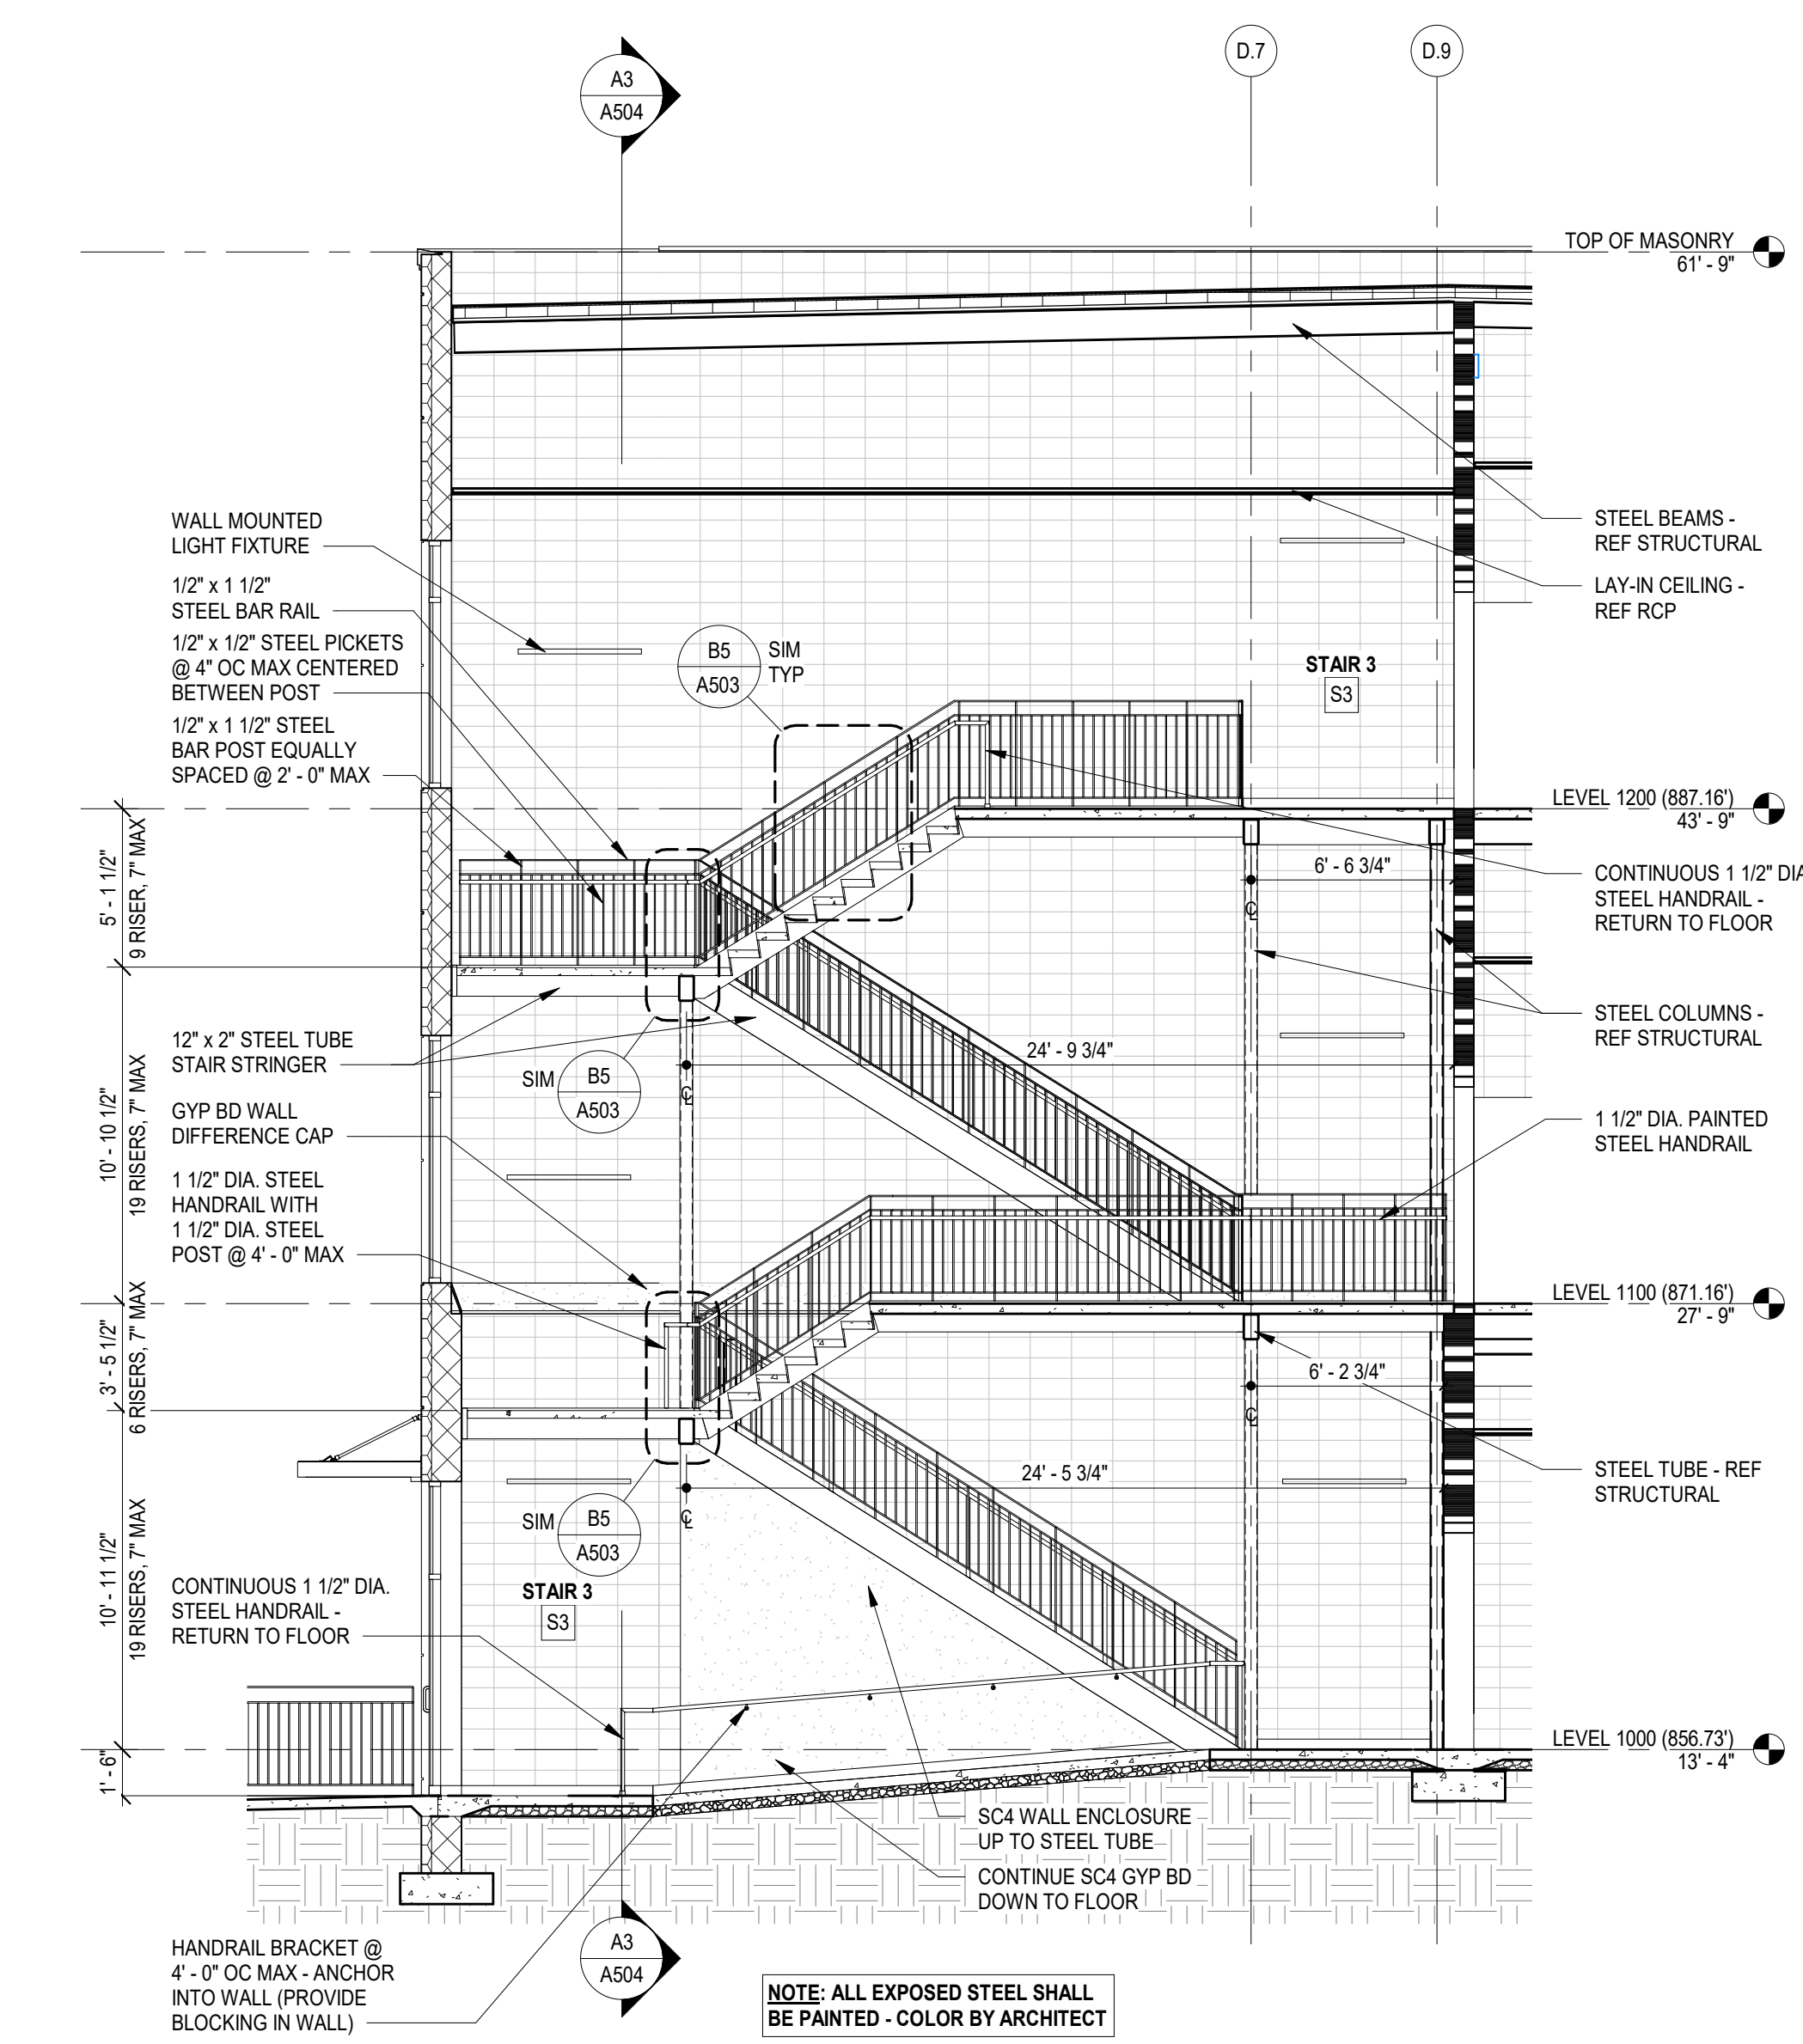 D.7
D.9
A3
A504
TOP OF MASONRY
61' - 9"
WALL MOUNTED
LIGHT FIXTURE
1/2" x 1 1/2"
STEEL BAR RAIL
1/2" x 1/2" STEEL PICKETS
@ 4" OC MAX CENTERED
BETWEEN POST
1/2" x 1 1/2" STEEL
BAR POST EQUALLY
SPACED @ 2' - 0" MAX
B5
A503
SIM
TYP
STAIR 3
S3
STEEL BEAMS -
REF STRUCTURAL
LAY-IN CEILING -
REF RCP
LEVEL 1200 (887.16')
43' - 9"
5' - 1 1/2"
9 RISER, 7" MAX
6' - 6 3/4"
CL
CONTINUOUS 1 1/2" DIA
STEEL HANDRAIL -
RETURN TO FLOOR
STEEL COLUMNS -
REF STRUCTURAL
12" x 2" STEEL TUBE
STAIR STRINGER
24' - 9 3/4"
CL
SIM
B5
A503
10' - 10 1/2"
19 RISERS, 7" MAX
GYP BD WALL
DIFFERENCE CAP
1 1/2" DIA. STEEL
HANDRAIL WITH
1 1/2" DIA. STEEL
POST @ 4' - 0" MAX
1 1/2" DIA. PAINTED
STEEL HANDRAIL
LEVEL 1100 (871.16')
27' - 9"
3' - 5 1/2"
6 RISERS, 7" MAX
6' - 2 3/4"
CL
24' - 5 3/4"
CL
STEEL TUBE - REF
STRUCTURAL
SIM
B5
A503
10' - 11 1/2"
19 RISERS, 7" MAX
STAIR 3
S3
CONTINUOUS 1 1/2" DIA.
STEEL HANDRAIL -
RETURN TO FLOOR
LEVEL 1000 (856.73')
13' - 4"
1' - 6"
SC4 WALL ENCLOSURE
UP TO STEEL TUBE
CONTINUE SC4 GYP BD
DOWN TO FLOOR
HANDRAIL BRACKET @
4' - 0" OC MAX - ANCHOR
INTO WALL (PROVIDE
BLOCKING IN WALL)
A3
A504
NOTE: ALL EXPOSED STEEL SHALL
BE PAINTED - COLOR BY ARCHITECT